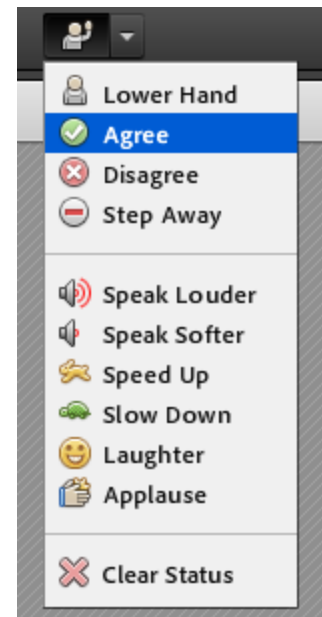 Lower Hand
Agree
Disagree
Step Away
Speak Louder
Speak Softer
Speed Up
Slow Down
Laughter
Applause
Clear Status